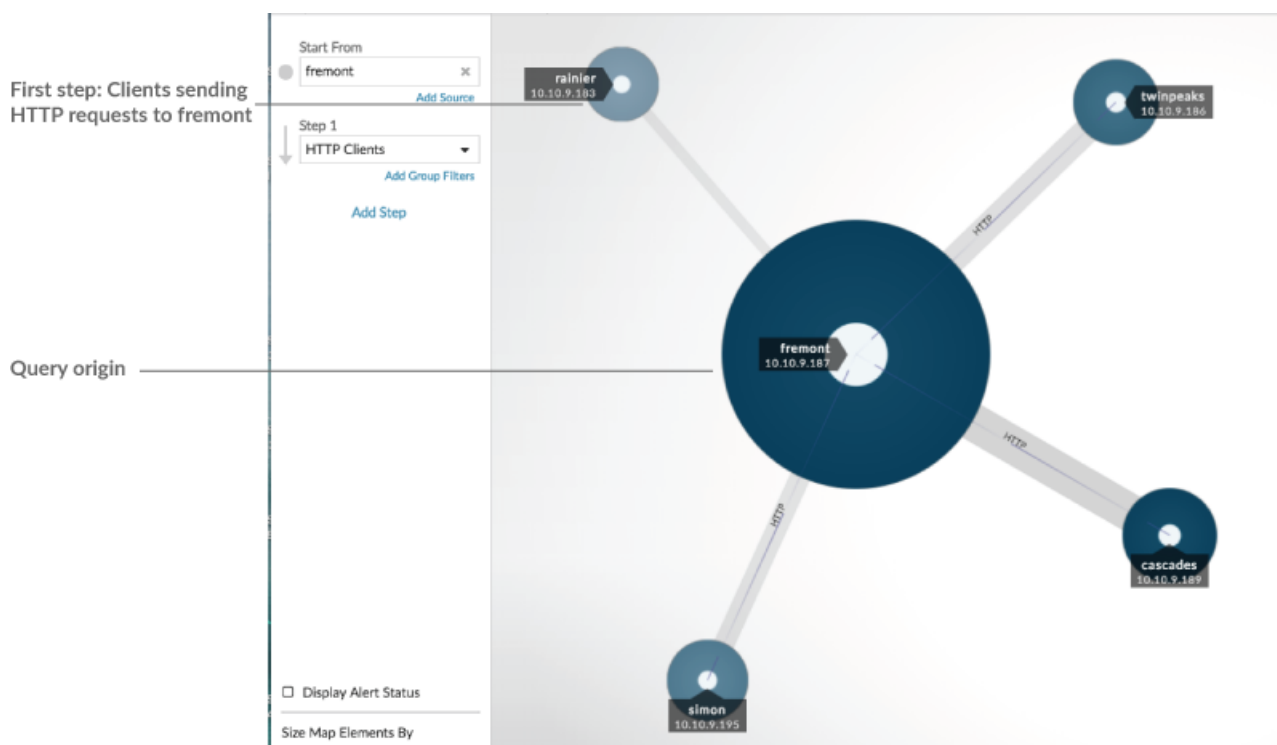 First step: Clients sending
HTTP requests to fremont
Query origin
Start From
fremont
Add Source
Step 1
HTTP Clients
Add Group Filters
Add Step
Display Alert Status
Size Map Elements By
rainier
10.10.9.183
twinpeaks
10.10.9.186
HTTP
fremont
10.10.9.187
HTTP
cascades
10.10.9.189
HTTP
simon
10.10.9.195